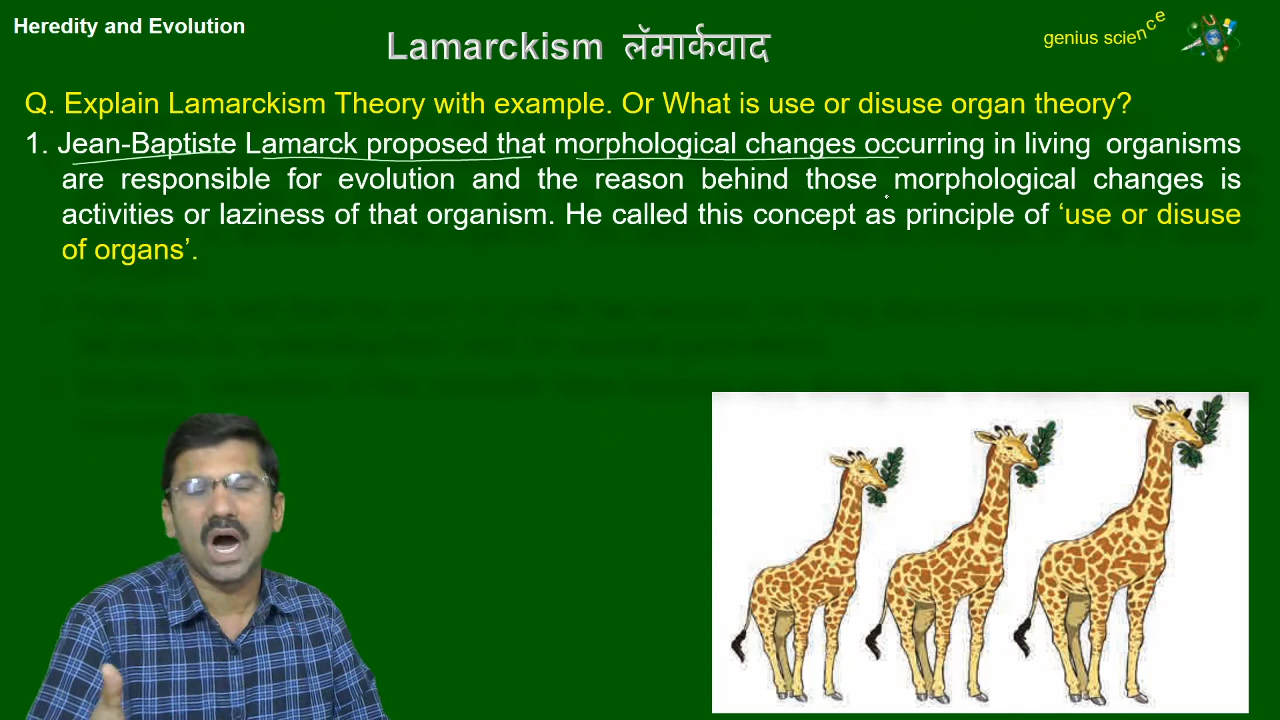 Heredity and Evolution
Lamarckism लॅमार्कवाद
genius science
Q. Explain Lamarckism Theory with example. Or What is use or disuse organ theory?
1. Jean-Baptiste Lamarck proposed that morphological changes occurring in living organisms
are responsible for evolution and the reason behind those morphological changes is
activities or laziness of that organism. He called this concept as principle of ‘use or disuse
of organs’.